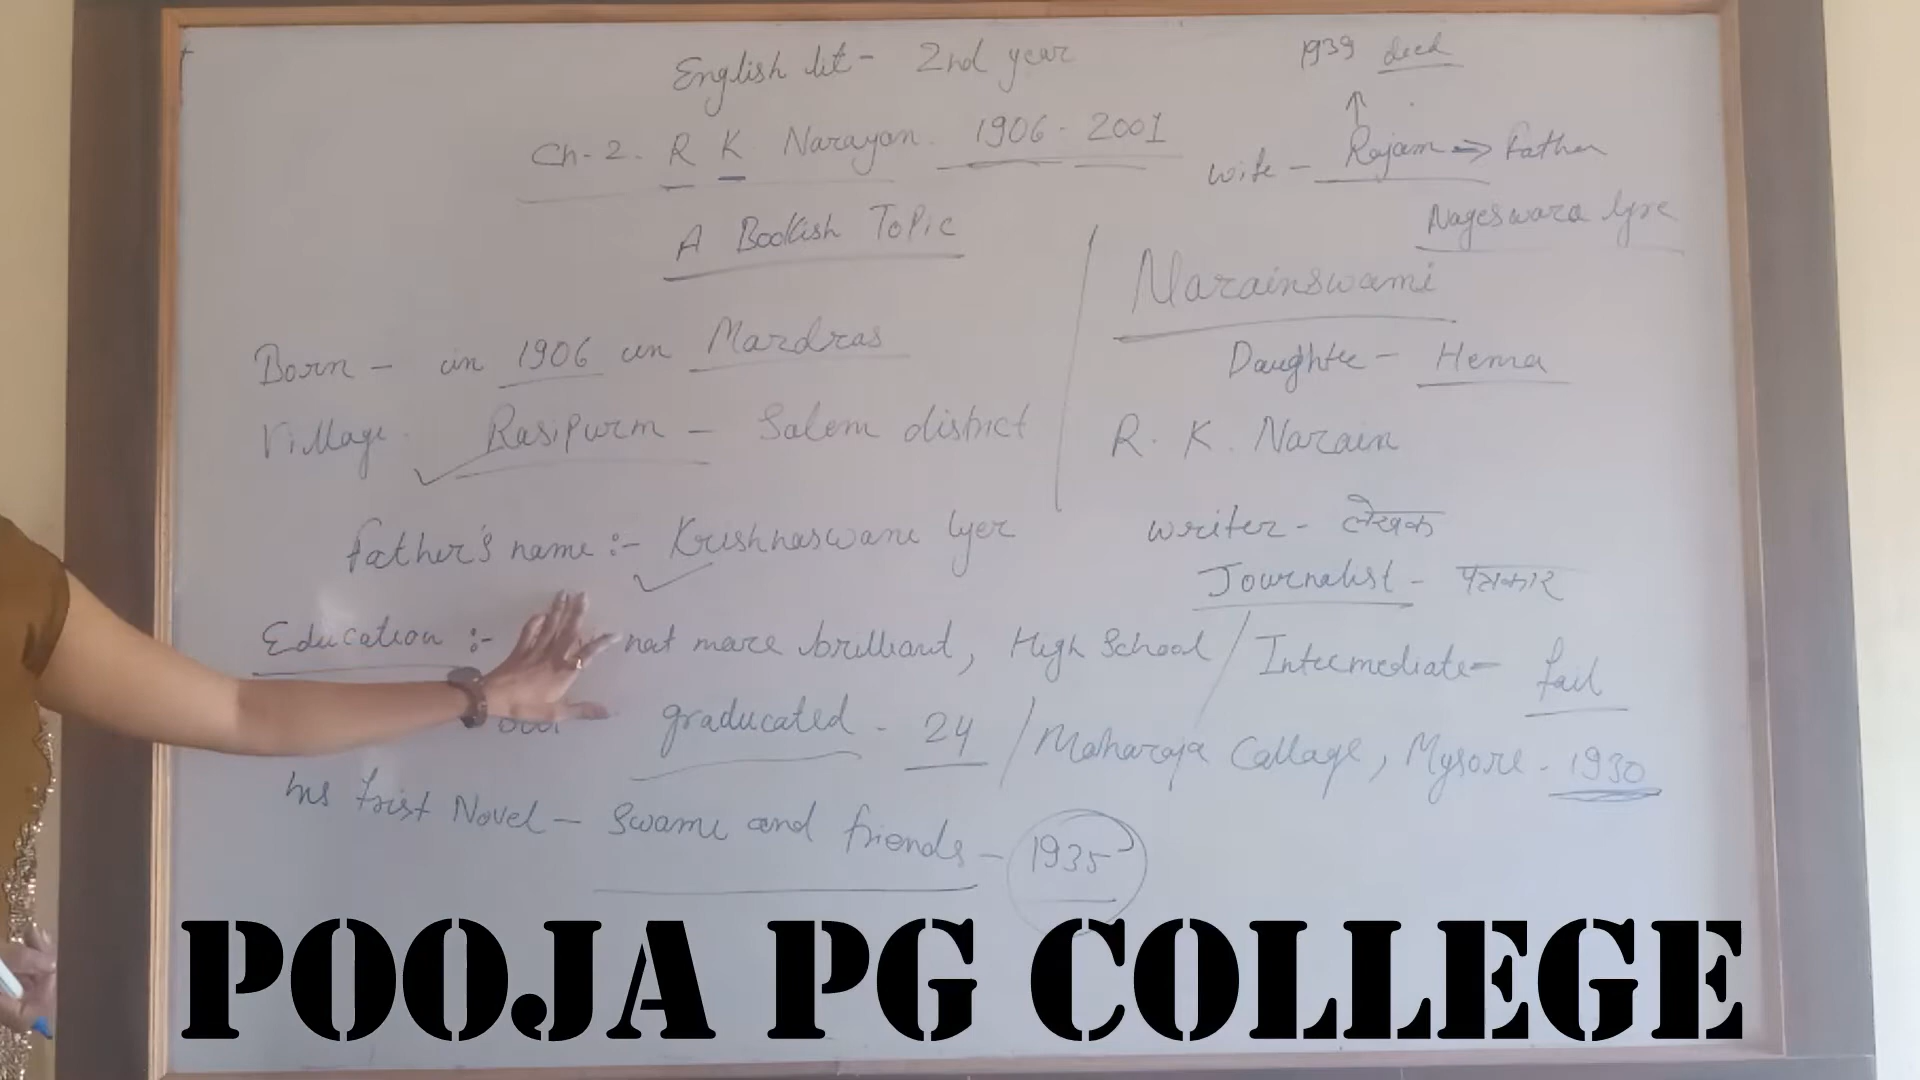 English lit - 2nd year
Ch-2. R K Narayan. 1906-2001
A Bookish Topic
1939 died
↑
wife - Rajam => Father
Nageswara Iyre
Born - in 1906 in Mardras
Village. Rasipurm - Salem district
Father's name :- Krishnaswami Iyer
Narainswami
Daughte - Hema
R. K. Narain
writer - लेखक
Journalist - पत्रकार
Education :- not more brilliant, High School / Intermediate - fail
graducated - 24 / Maharaja Callage, Mysore - 1930
his frist Novel - Swami and friends - 1935
POOJA PG COLLEGE